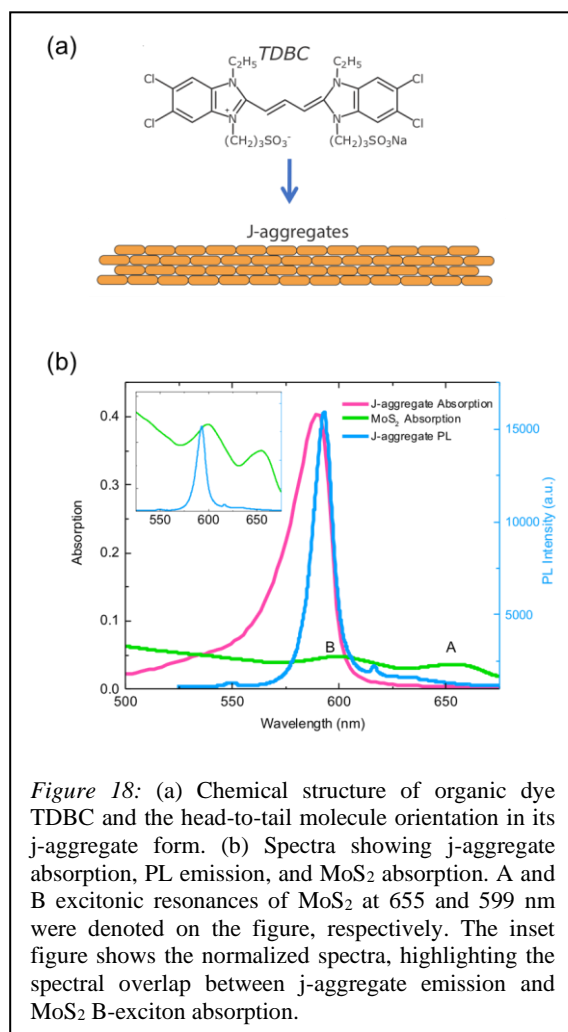 (a)
TDBC
C₂H₅
C₂H₅
Cl
N
N
Cl
+
Cl
N
N
Cl
(CH₂)₃SO₃⁻
(CH₂)₃SO₃Na
J-aggregates
(b)
J-aggregate Absorption
MoS₂ Absorption
J-aggregate PL
0.4
0.3
0.2
0.1
0.0
Absorption
15000
10000
5000
PL Intensity (a.u.)
550 600 650
B
A
500 550 600 650
Wavelength (nm)
Figure 18: (a) Chemical structure of organic dye
TDBC and the head-to-tail molecule orientation in its
j-aggregate form. (b) Spectra showing j-aggregate
absorption, PL emission, and MoS₂ absorption. A and
B excitonic resonances of MoS₂ at 655 and 599 nm
were denoted on the figure, respectively. The inset
figure shows the normalized spectra, highlighting the
spectral overlap between j-aggregate emission and
MoS₂ B-exciton absorption.